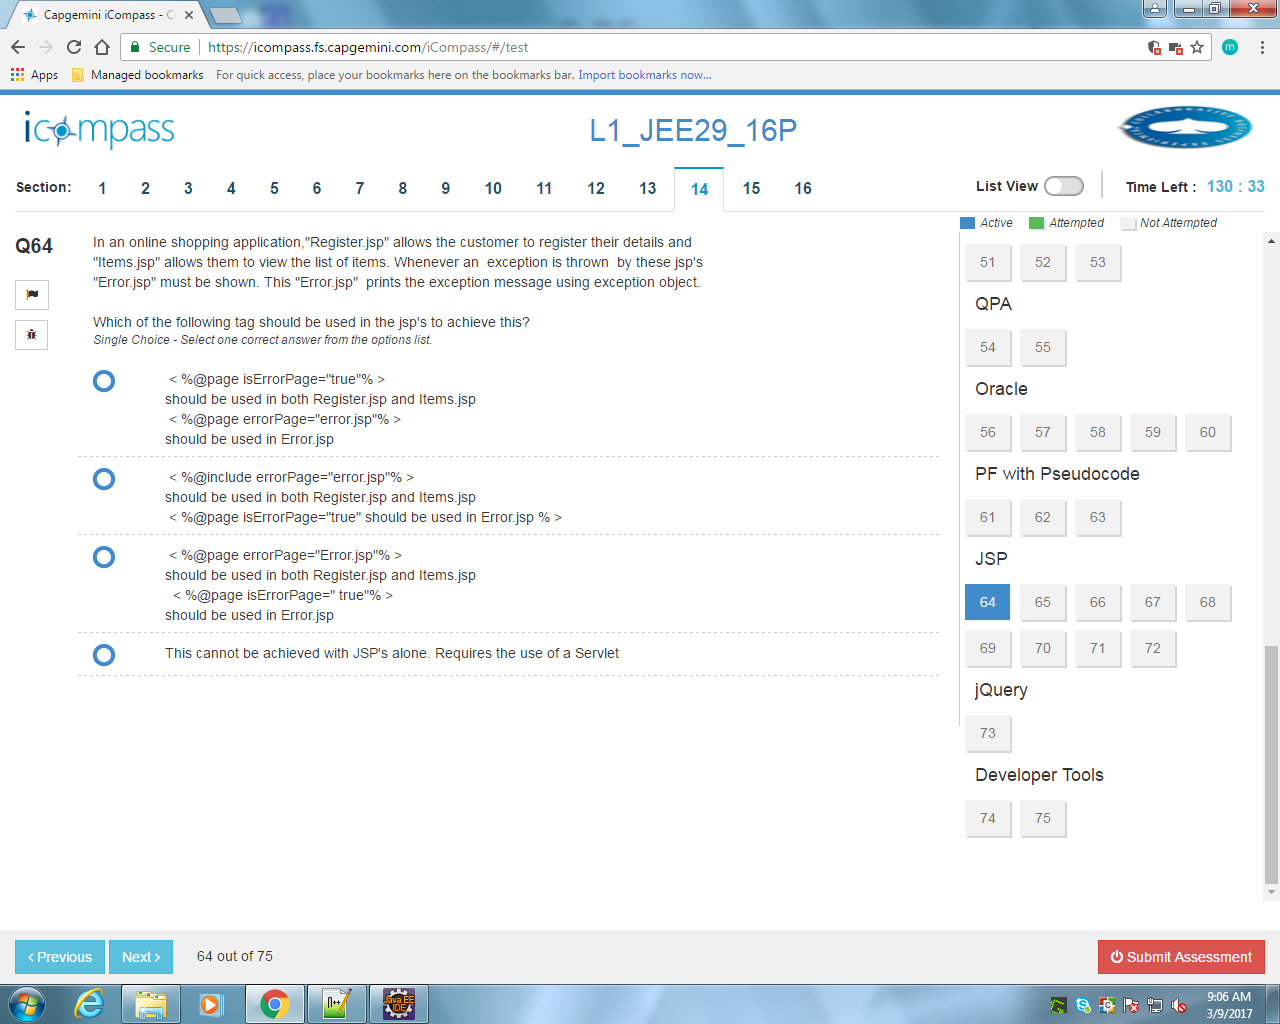 Capgemini iCompass - C
Secure https://icompass.fs.capgemini.com/iCompass/#/test
m
Apps Managed bookmarks For quick access, place your bookmarks here on the bookmarks bar. Import bookmarks now...
icompass
L1_JEE29_16P
Section: 1 2 3 4 5 6 7 8 9 10 11 12 13 14 15 16
List View Time Left : 130 : 33
Active Attempted Not Attempted
Q64
In an online shopping application,"Register.jsp" allows the customer to register their details and
"Items.jsp" allows them to view the list of items. Whenever an exception is thrown by these jsp's
"Error.jsp" must be shown. This "Error.jsp" prints the exception message using exception object.
Which of the following tag should be used in the jsp's to achieve this?
Single Choice - Select one correct answer from the options list.
< %@page isErrorPage="true"% >
should be used in both Register.jsp and Items.jsp
< %@page errorPage="error.jsp"% >
should be used in Error.jsp
< %@include errorPage="error.jsp"% >
should be used in both Register.jsp and Items.jsp
< %@page isErrorPage="true" should be used in Error.jsp % >
< %@page errorPage="Error.jsp"% >
should be used in both Register.jsp and Items.jsp
< %@page isErrorPage=" true"% >
should be used in Error.jsp
This cannot be achieved with JSP's alone. Requires the use of a Servlet
51 52 53
QPA
54 55
Oracle
56 57 58 59 60
PF with Pseudocode
61 62 63
JSP
64 65 66 67 68
69 70 71 72
jQuery
73
Developer Tools
74 75
Previous Next 64 out of 75 Submit Assessment
Java EE
IDE
9:06 AM
3/9/2017